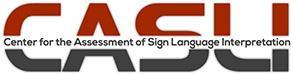 CASLI
Center for the Assessment of Sign Language Interpretation